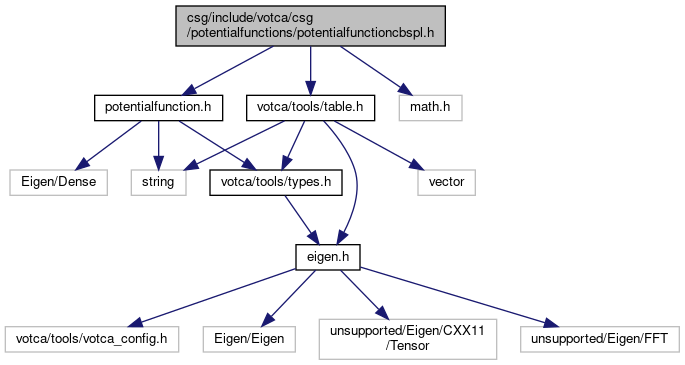 csg/include/votca/csg
/potentialfunctions/potentialfunctioncbspl.h
potentialfunction.h
votca/tools/table.h
math.h
Eigen/Dense
string
votca/tools/types.h
vector
eigen.h
votca/tools/votca_config.h
Eigen/Eigen
unsupported/Eigen/CXX11
/Tensor
unsupported/Eigen/FFT